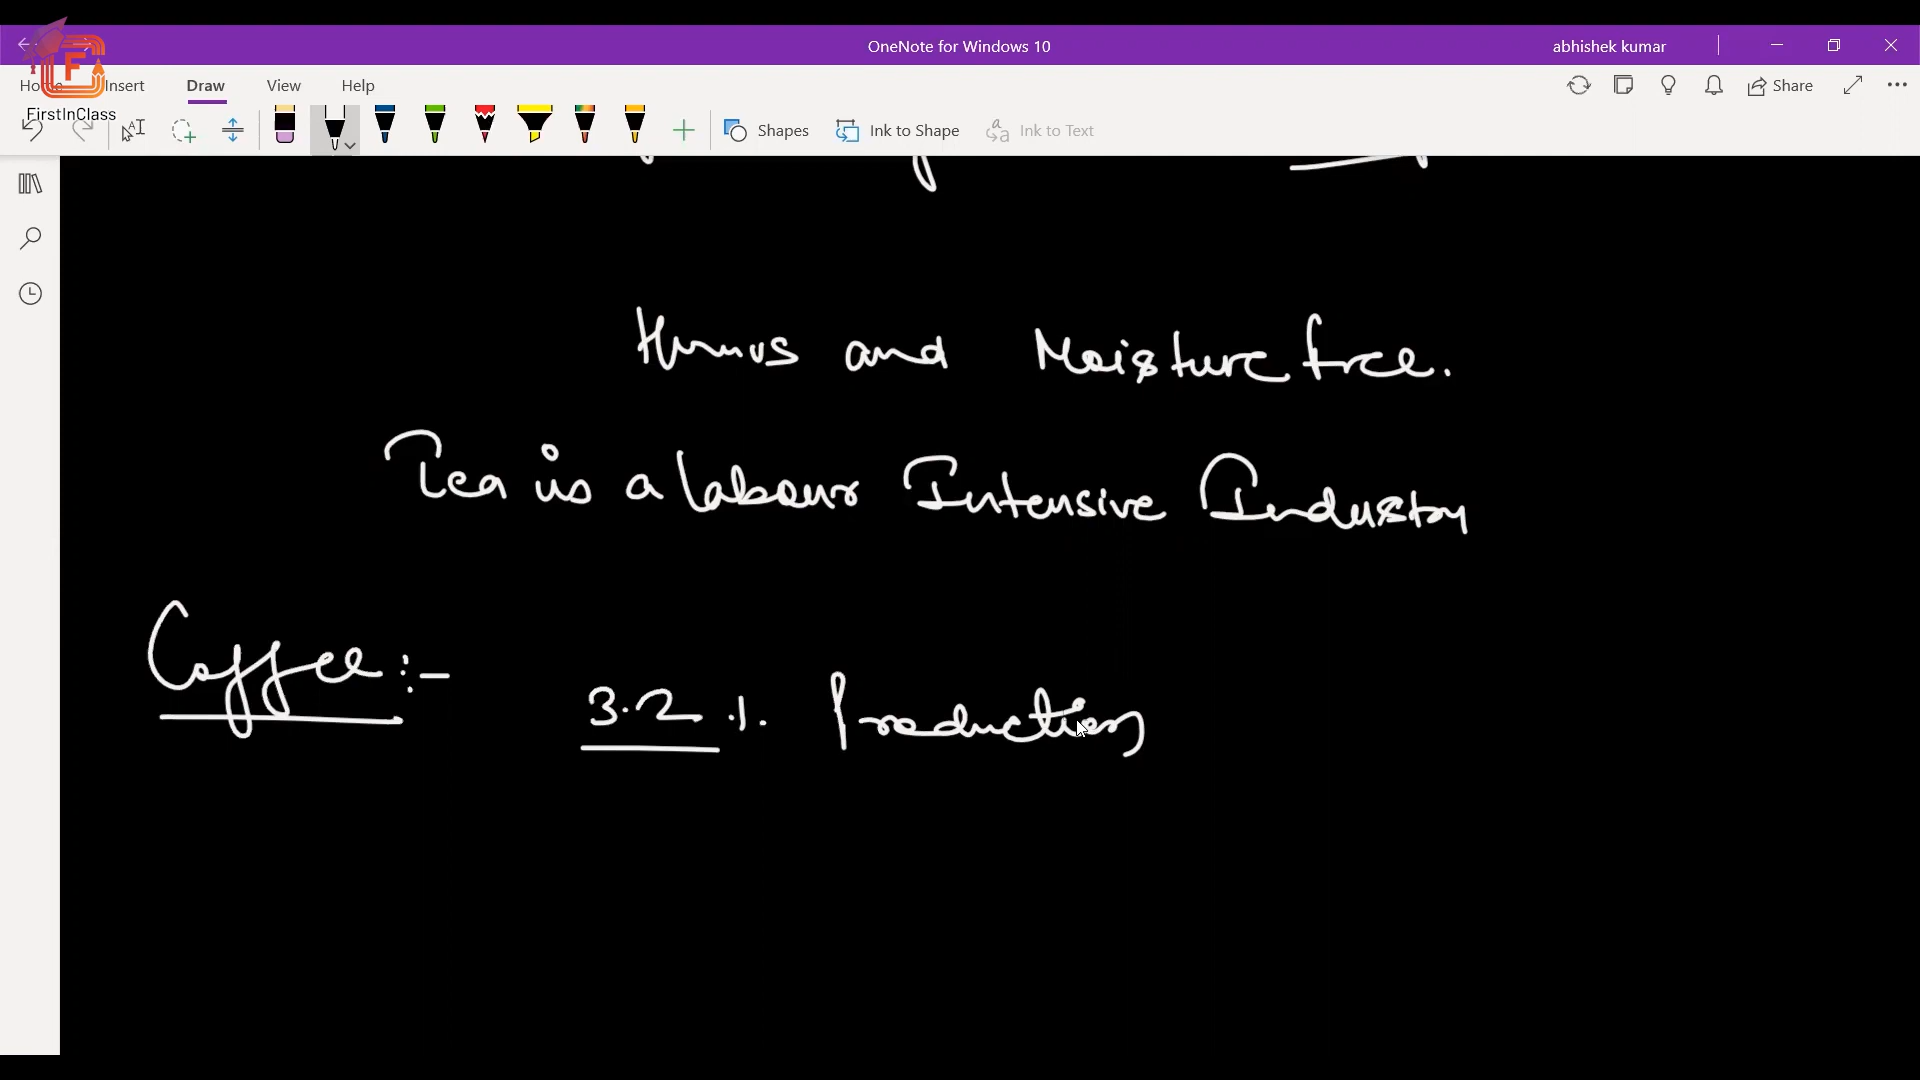 OneNote for Windows 10
abhishek kumar
Insert Draw View Help
Share
FirstInClass
Shapes Ink to Shape Ink to Text
Humus and Moisture free.
Tea is a labour Intensive Industry
Coffee :-
3.2 % Production